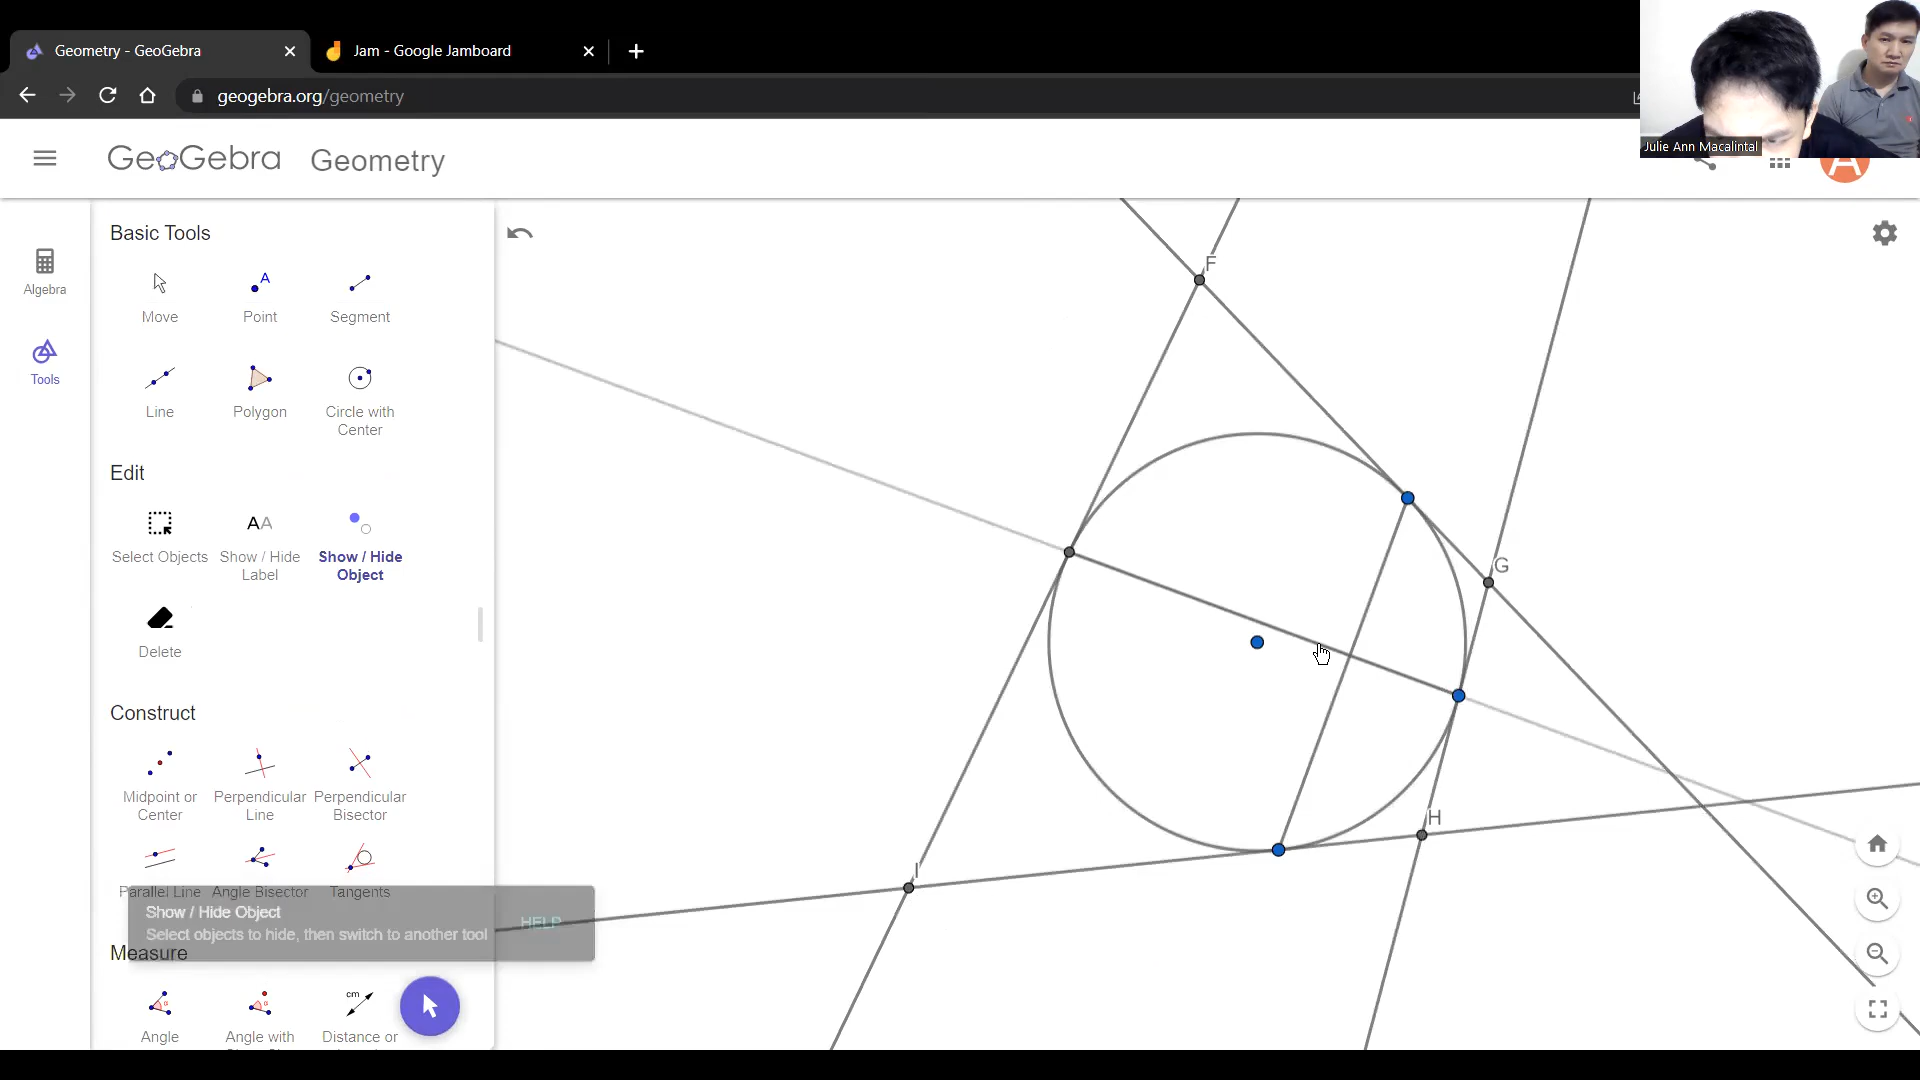 Geometry - GeoGebra
Jam - Google Jamboard
geogebra.org/geometry
Julie Ann Macalintal
GeoGebra Geometry
A
Basic Tools
A
Move Point Segment
Algebra
Line Polygon Circle with Center
Tools
Edit
AA
Select Objects Show / Hide Label Show / Hide Object
Delete
Construct
Midpoint or Center Perpendicular Line Perpendicular Bisector
Parallel Line Angle Bisector Tangents
Show / Hide Object
Select objects to hide, then switch to another tool
HELP
Measure
cm
Angle Angle with Distance or
F
G
H
I